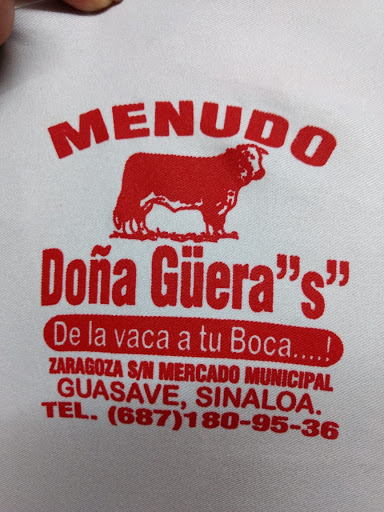 MENUDO
Doña Güera"s"
De la vaca a tu Boca....!
ZARAGOZA S/N MERCADO MUNICIPAL
GUASAVE, SINALOA.
TEL. (687)180-95-36